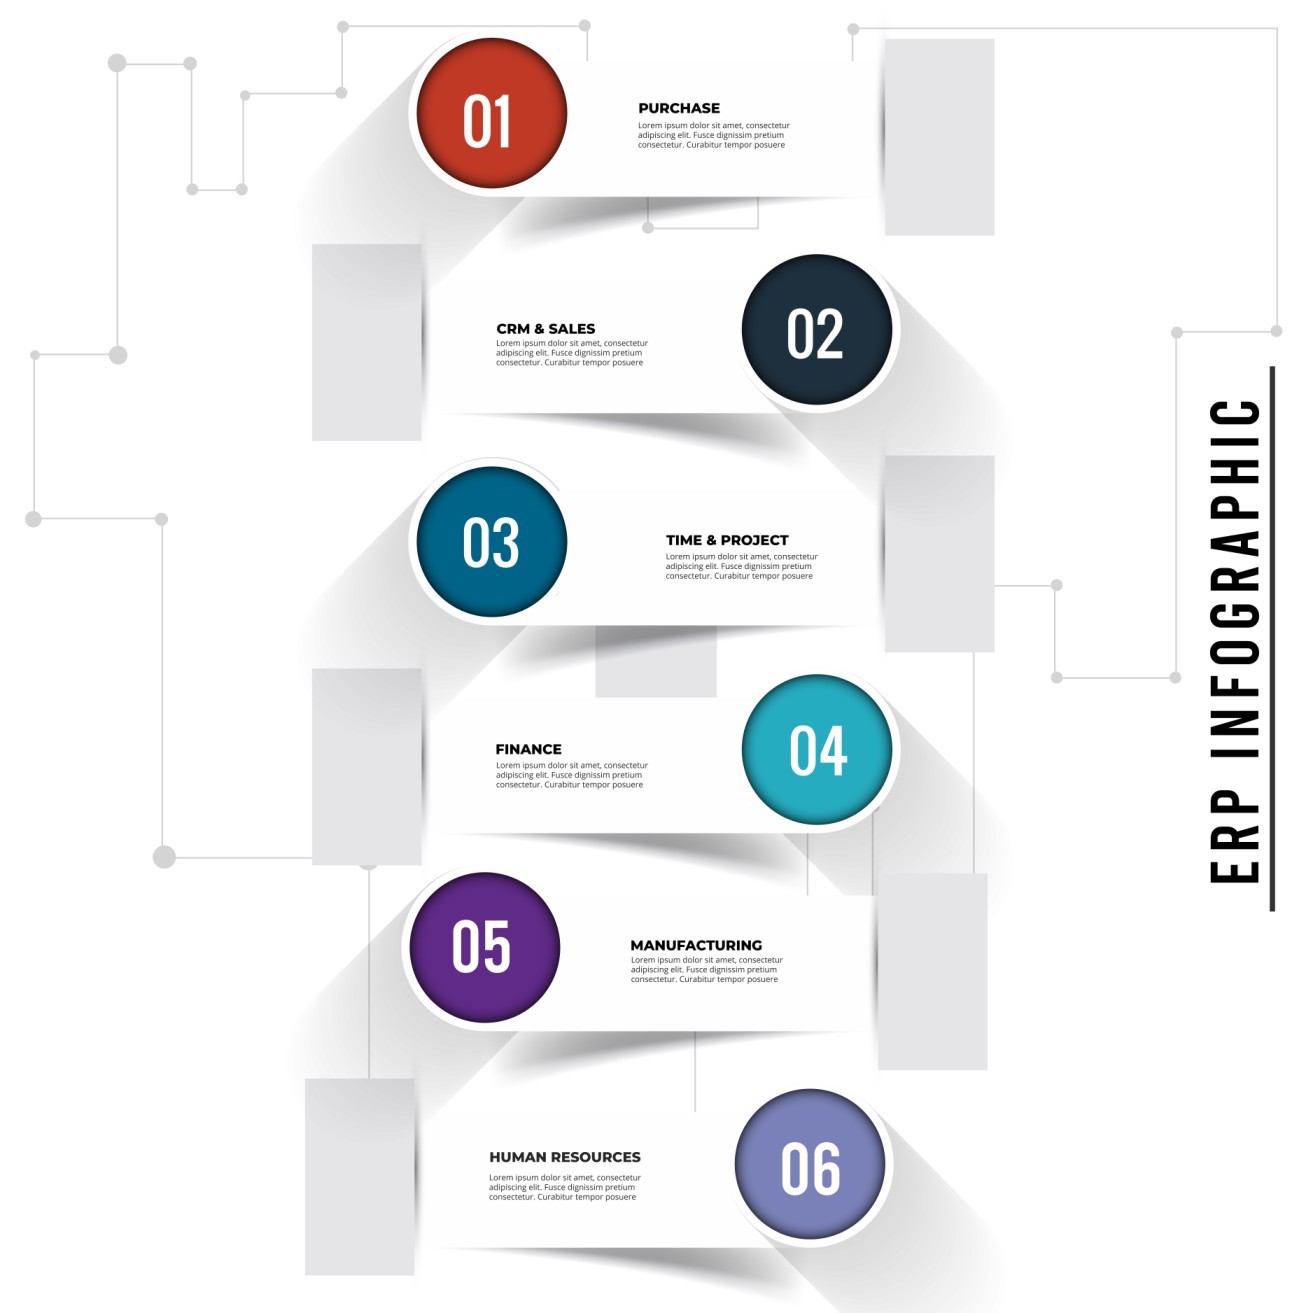 01
PURCHASE
Lorem ipsum dolor sit amet, consectetur
adipiscing elit. Fusce dignissim pretium
consectetur. Curabitur tempor posuere
CRM & SALES
Lorem ipsum dolor sit amet, consectetur
adipiscing elit. Fusce dignissim pretium
consectetur. Curabitur tempor posuere
02
03
TIME & PROJECT
Lorem ipsum dolor sit amet, consectetur
adipiscing elit. Fusce dignissim pretium
consectetur. Curabitur tempor posuere
FINANCE
Lorem ipsum dolor sit amet, consectetur
adipiscing elit. Fusce dignissim pretium
consectetur. Curabitur tempor posuere
04
05
MANUFACTURING
Lorem ipsum dolor sit amet, consectetur
adipiscing elit. Fusce dignissim pretium
consectetur. Curabitur tempor posuere
HUMAN RESOURCES
Lorem ipsum dolor sit amet, consectetur
adipiscing elit. Fusce dignissim pretium
consectetur. Curabitur tempor posuere
06
ERP INFOGRAPHIC